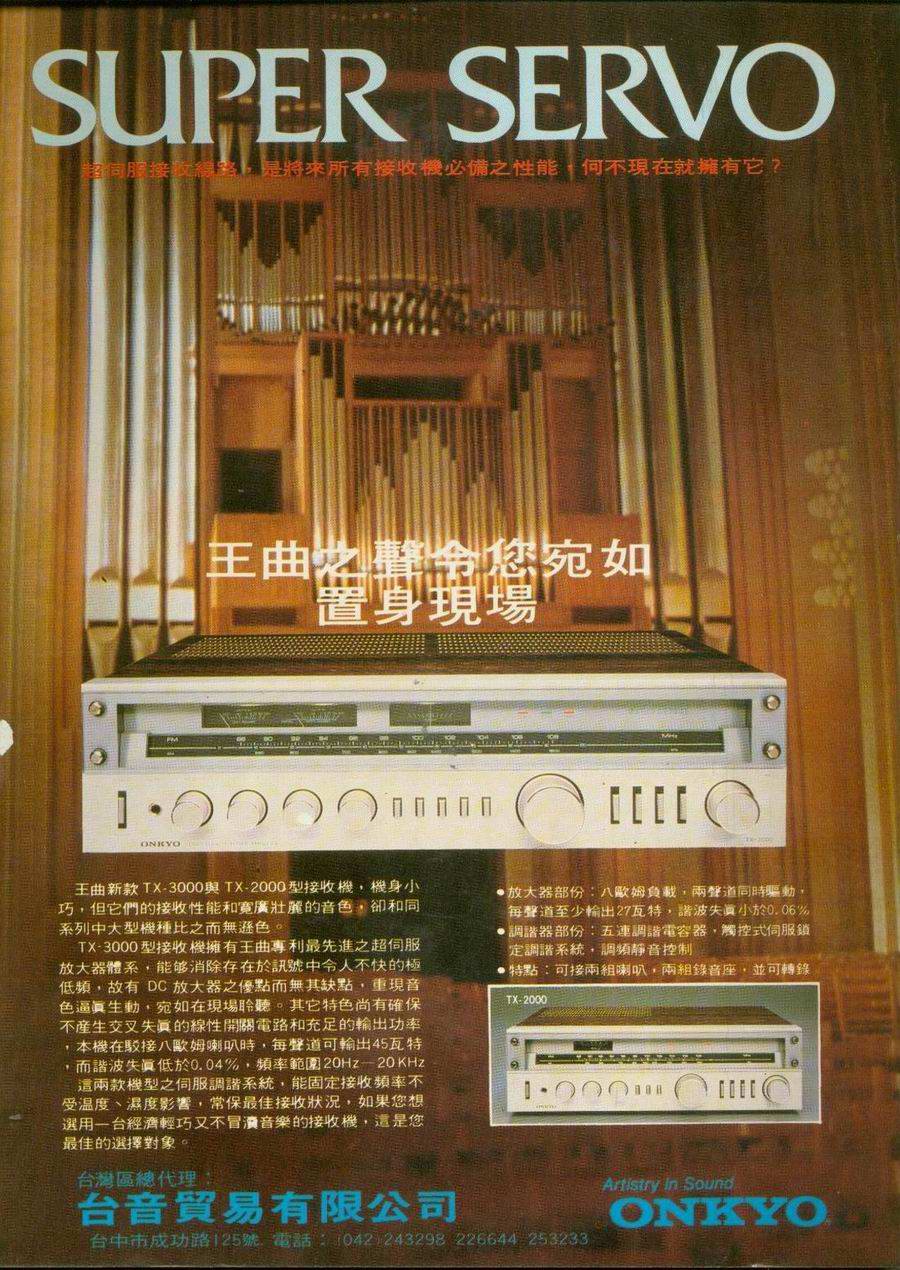 SUPER SERVO
超伺服接收線路，是將來所有接收機必備之性能，何不現在就擁有它？
王曲之聲令您宛如
置身現場
FM 88 90 92 94 96 98 100 102 104 106 108 MHz
ONKYO
王曲新款 TX-3000與 TX-2000型接收機，機身小
巧，但它們的接收性能和寬廣壯麗的音色，卻和同
系列中大型機種比之而無遜色。
TX-3000型接收機擁有王曲專利最先進之超伺服
放大器體系，能够消除存在於訊號中令人不快的極
低頻，故有 DC 放大器之優點而無其缺點，重現音
色逼眞生動，宛如在現場聆聽。其它特色尚有確保
不產生交叉失眞的線性開關電路和充足的輸出功率
，本機在駁接八歐姆喇叭時，每聲道可輸出45瓦特
，而諧波失眞低於0.04%，頻率範圍20Hz—20KHz
這兩款機型之伺服調諧系統，能固定接收頻率不
受温度、濕度影響，常保最佳接收狀況，如果您想
選用一台經濟輕巧又不冒瀆音樂的接收機，這是您
最佳的選擇對象。
●放大器部份：八歐姆負載，兩聲道同時驅動，
每聲道至少輸出27瓦特，諧波失眞小於0.06%
●調諧器部份：五連調諧電容器，觸控式伺服鎖
定調諧系統，調頻靜音控制
●特點：可接兩組喇叭，兩組錄音座，並可轉錄
TX-2000
ONKYO
台灣區總代理：
台音貿易有限公司
台中市成功路125號 電話：(042) 243298 226644 253233
Artistry in Sound
ONKYO